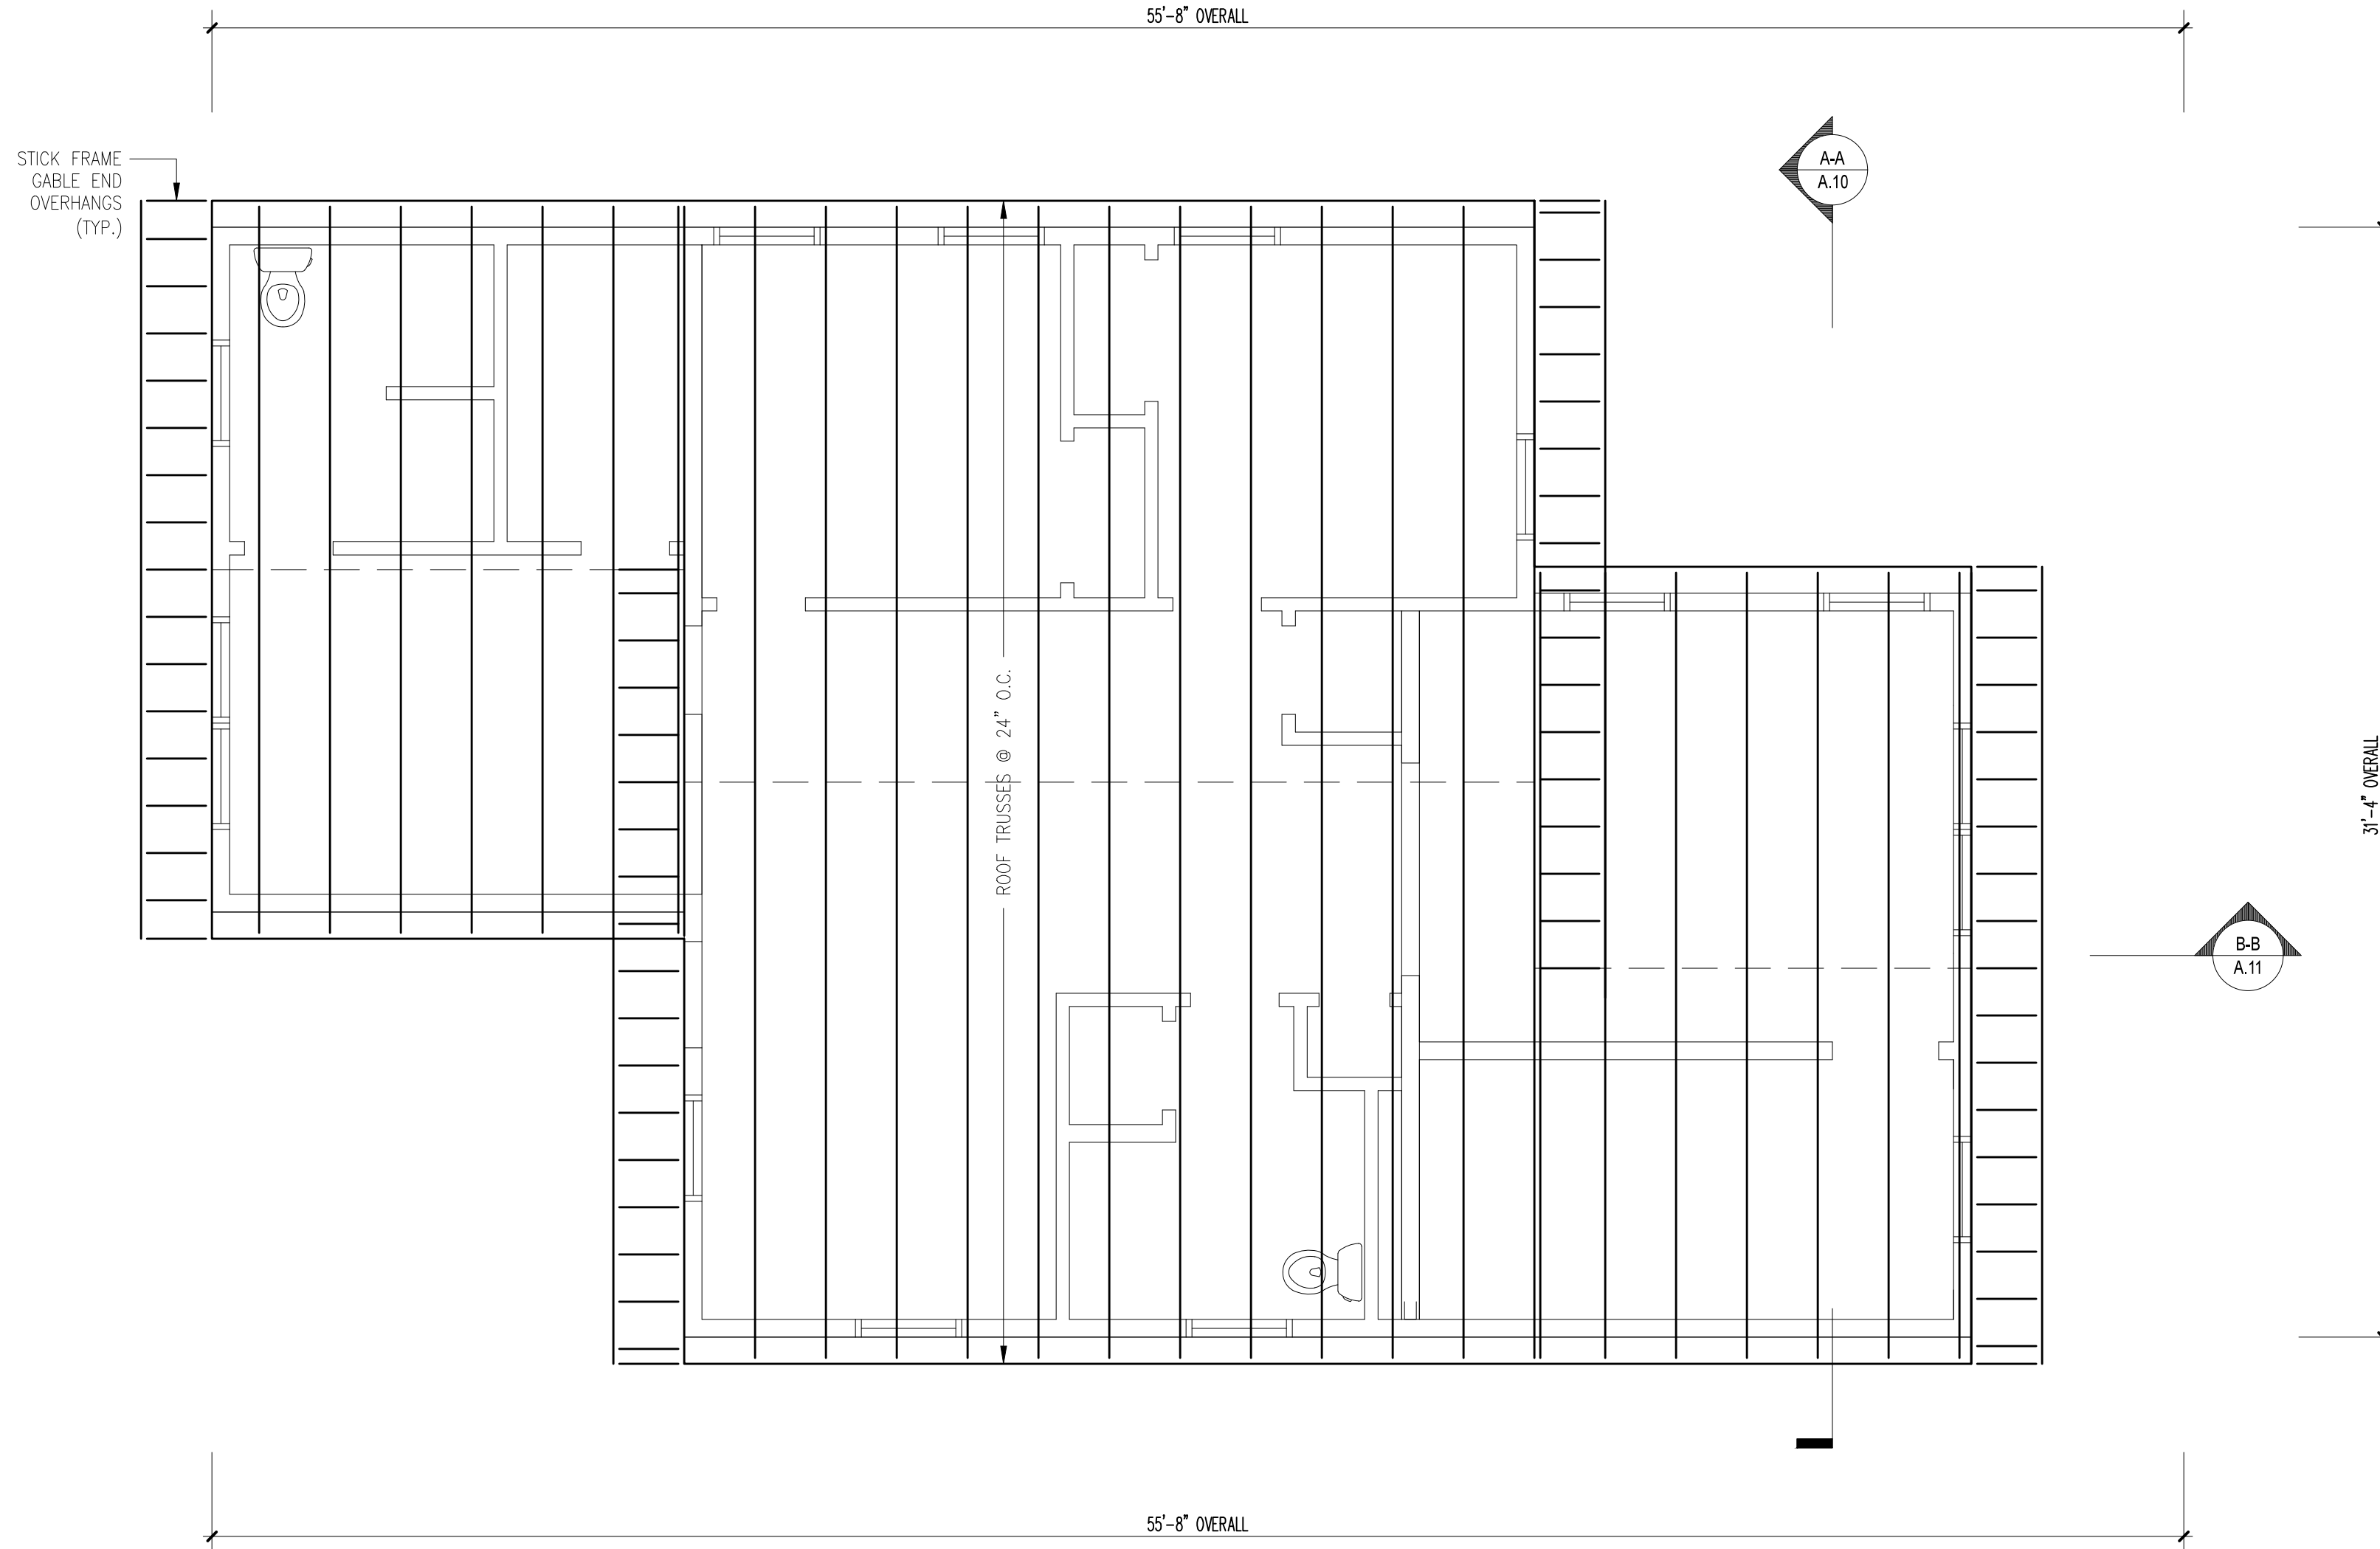 55'-8" OVERALL
STICK FRAME
GABLE END
OVERHANGS
(TYP.)
A-A
A.10
ROOF TRUSSES @ 24" O.C.
31'-4" OVERALL
B-B
A.11
55'-8" OVERALL